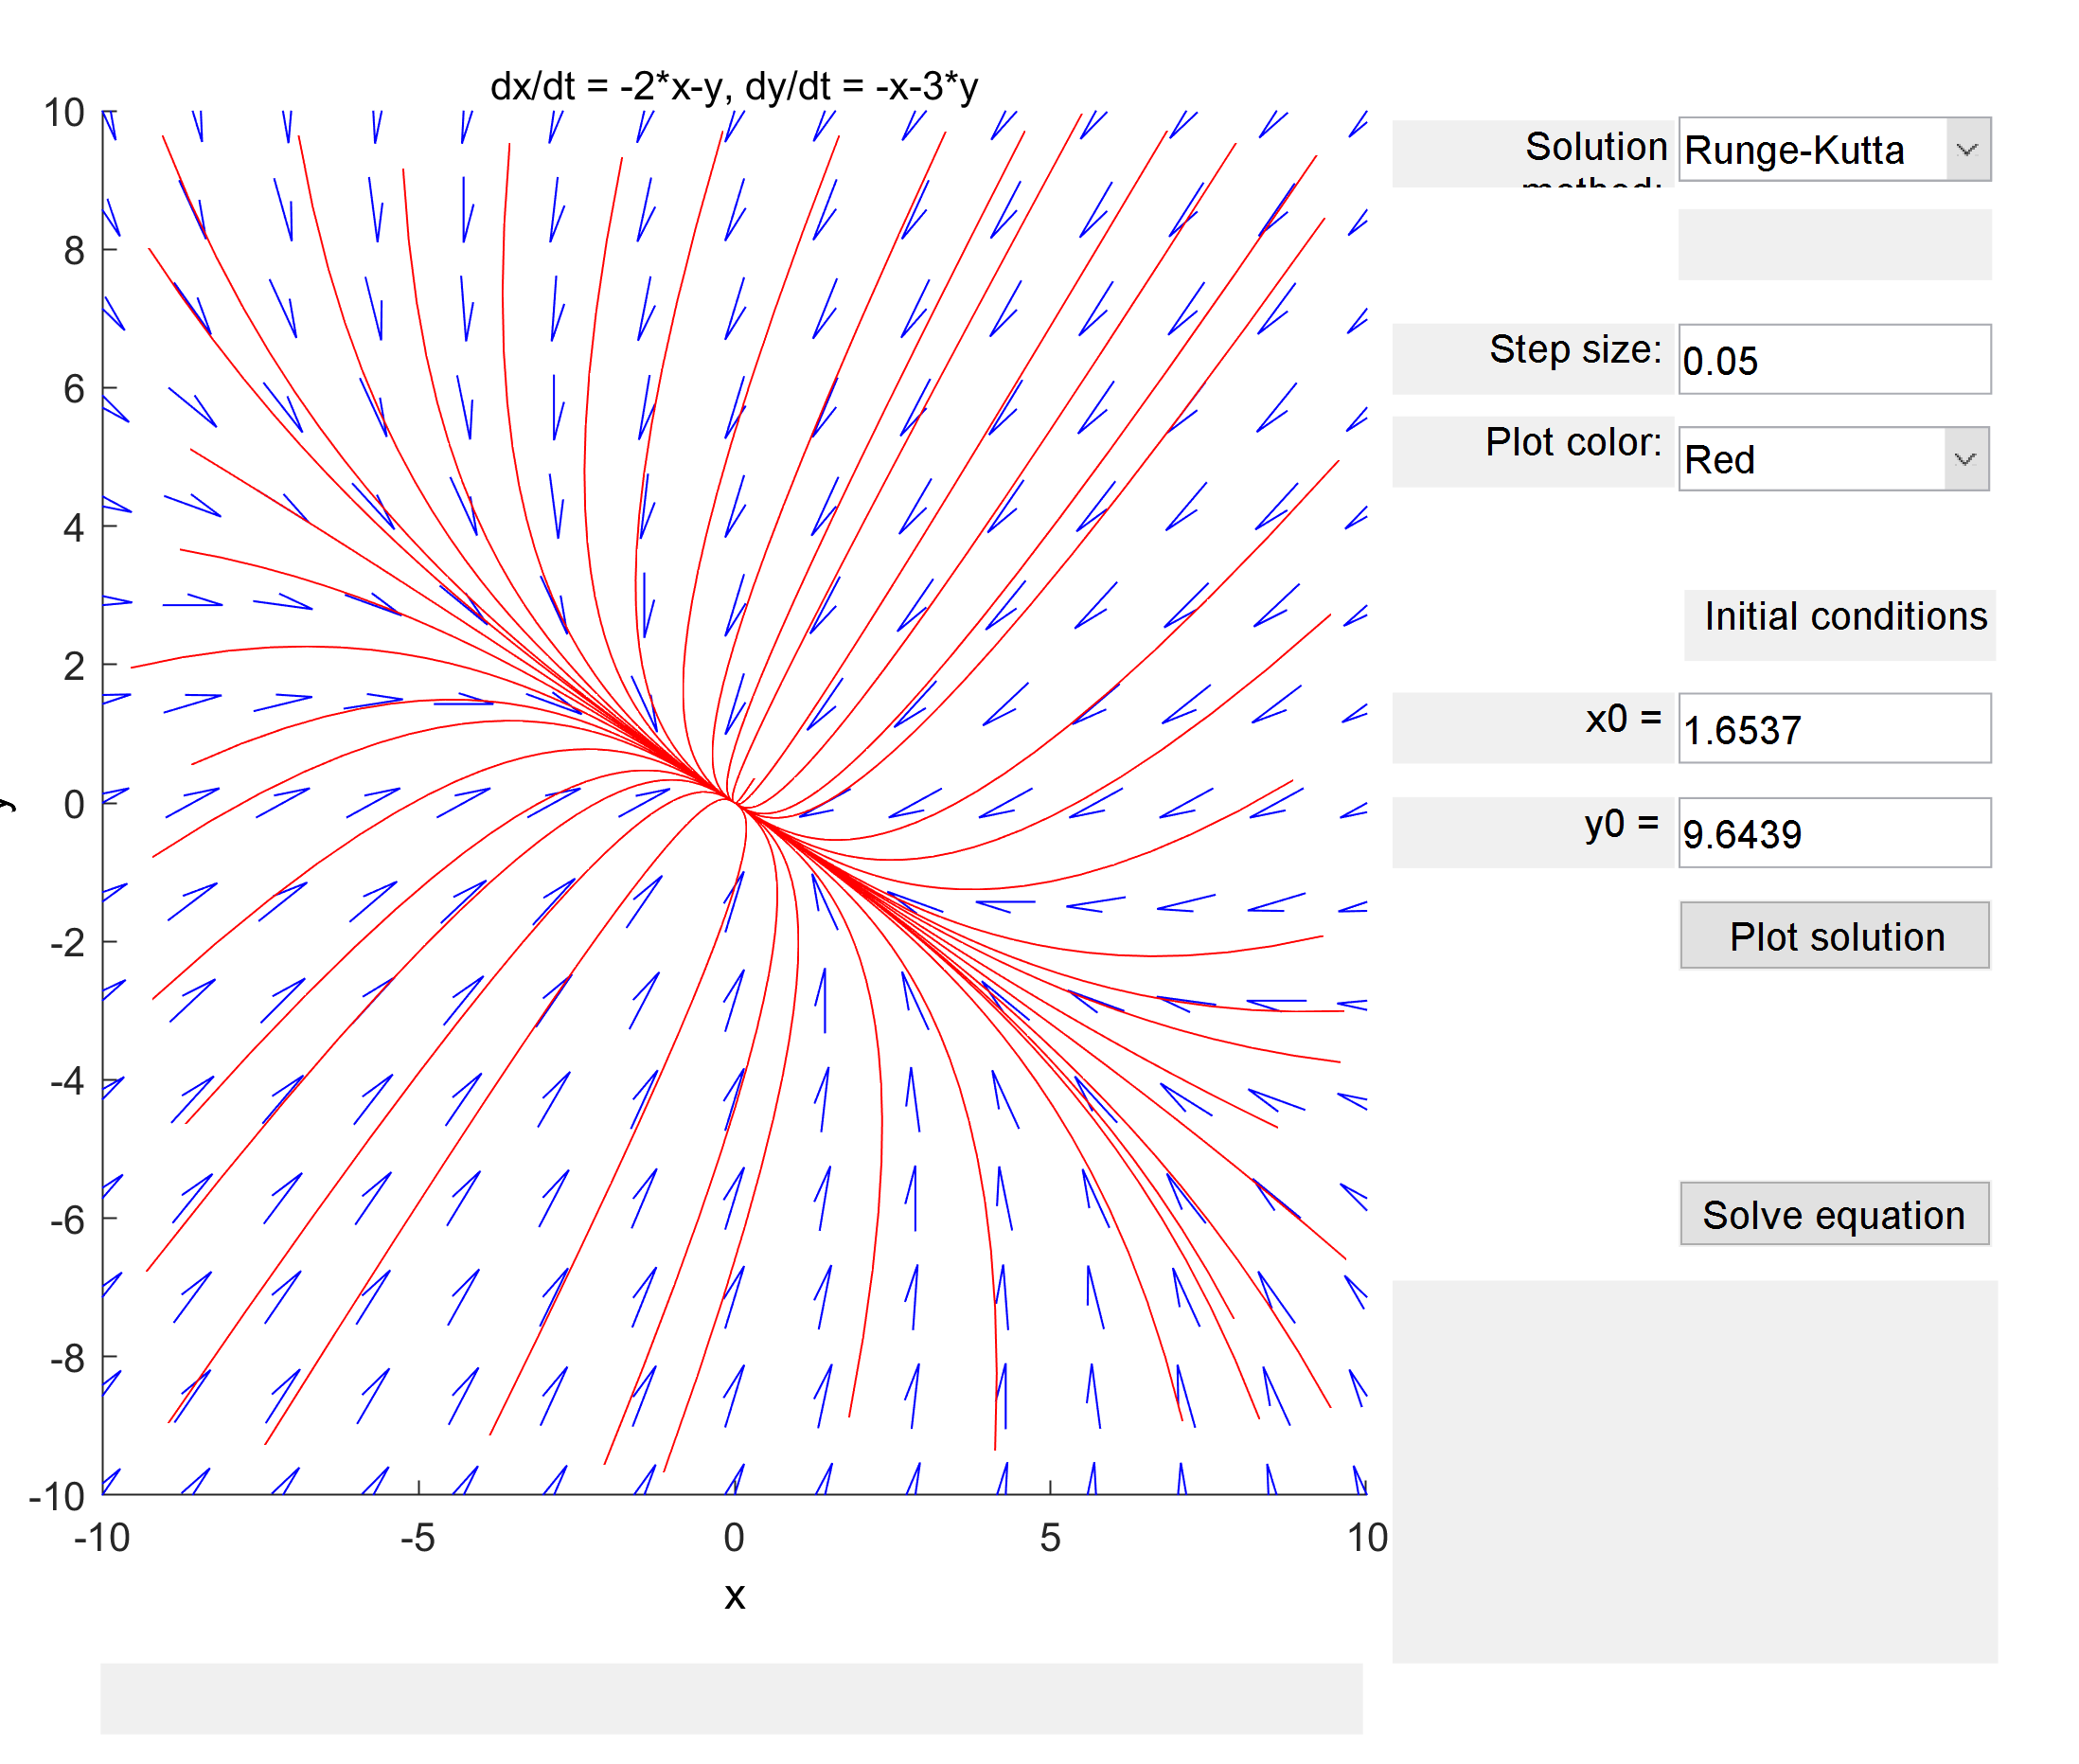 dx/dt = -2*x-y, dy/dt = -x-3*y
10
8
6
4
2
0
-2
-4
-6
-8
-10
-10 -5 0 5 10
x
y
Solution
method:
Runge-Kutta
Step size:
0.05
Plot color:
Red
Initial conditions
x0 =
1.6537
y0 =
9.6439
Plot solution
Solve equation